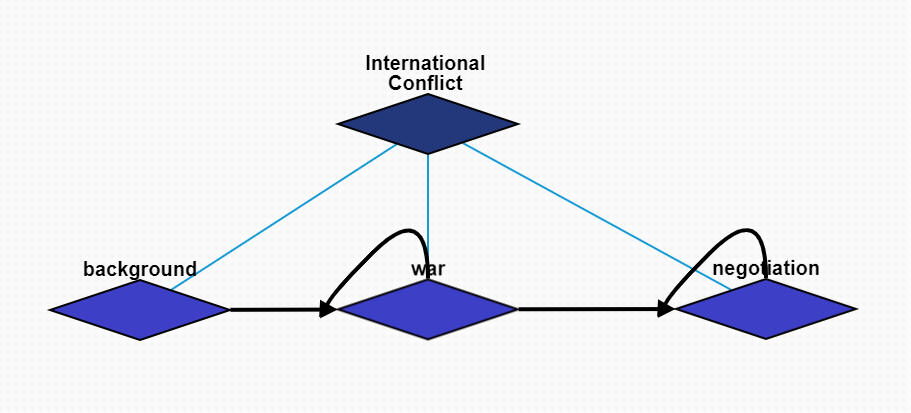 International
Conflict
background
war
negotiation